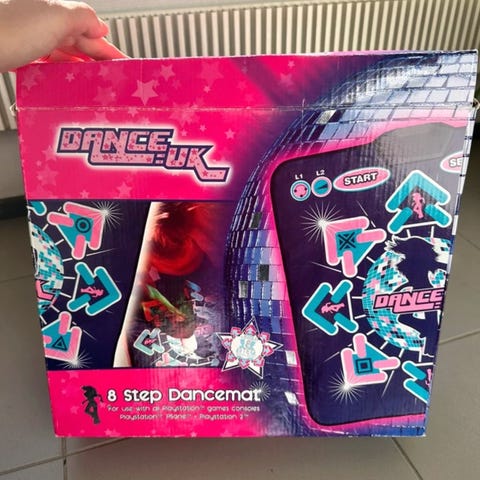 DANCE:UK
L1 L2 START SE
DANCE
8 Step Dancemat
For use with all PlayStation™ games consoles
PlayStation™ PSone™ - PlayStation 2™